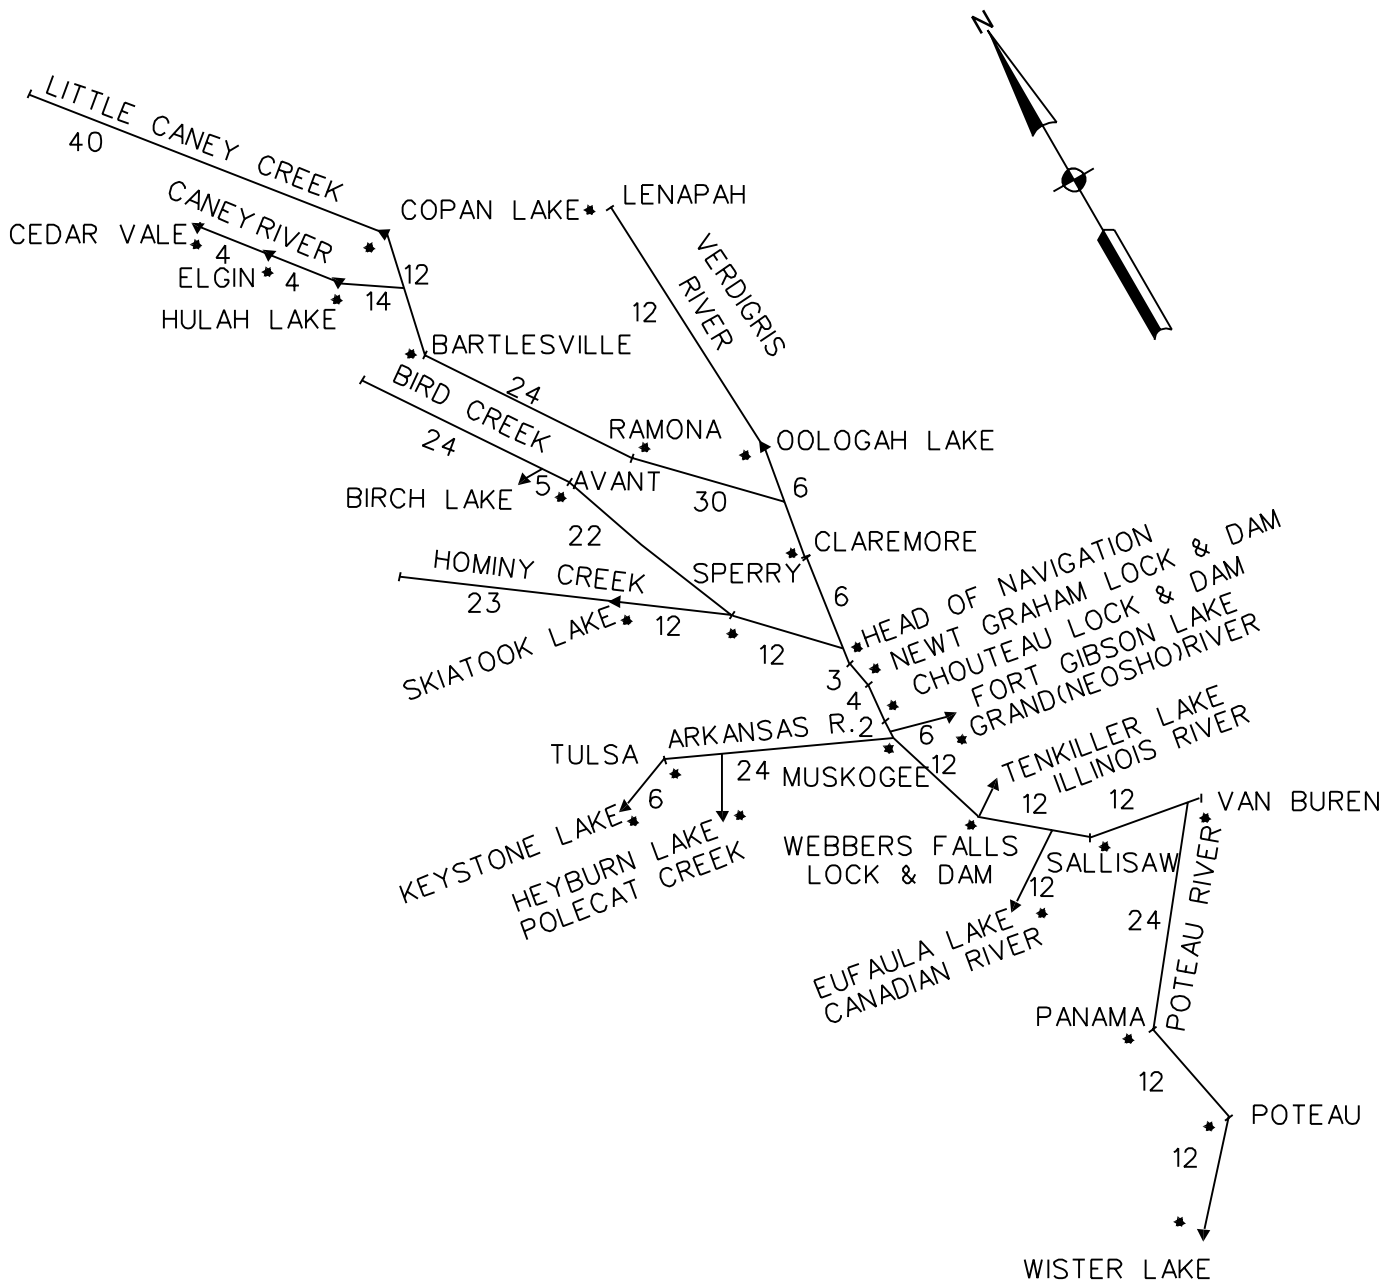 N
LITTLE CANEY CREEK
40
CANEY RIVER
COPAN LAKE
LENAPAH
CEDAR VALE
4
ELGIN
4
12
14
HULAH LAKE
VERDIGRIS
RIVER
12
BARTLESVILLE
BIRD CREEK
24
24
RAMONA
OOLOGAH LAKE
BIRCH LAKE
5
AVANT
30
6
22
CLAREMORE
HOMINY CREEK
23
SPERRY
6
SKIATOOK LAKE
12
12
HEAD OF NAVIGATION
NEWT GRAHAM LOCK & DAM
CHOUTEAU LOCK & DAM
FORT GIBSON LAKE
GRAND(NEOSHO)RIVER
3
4
2
6
ARKANSAS R.
TULSA
24
MUSKOGEE
12
6
KEYSTONE LAKE
HEYBURN LAKE
POLECAT CREEK
TENKILLER LAKE
ILLINOIS RIVER
12
12
VAN BUREN
WEBBERS FALLS
LOCK & DAM
SALLISAW
12
EUFAULA LAKE
CANADIAN RIVER
24
POTEAU RIVER
PANAMA
12
POTEAU
12
WISTER LAKE